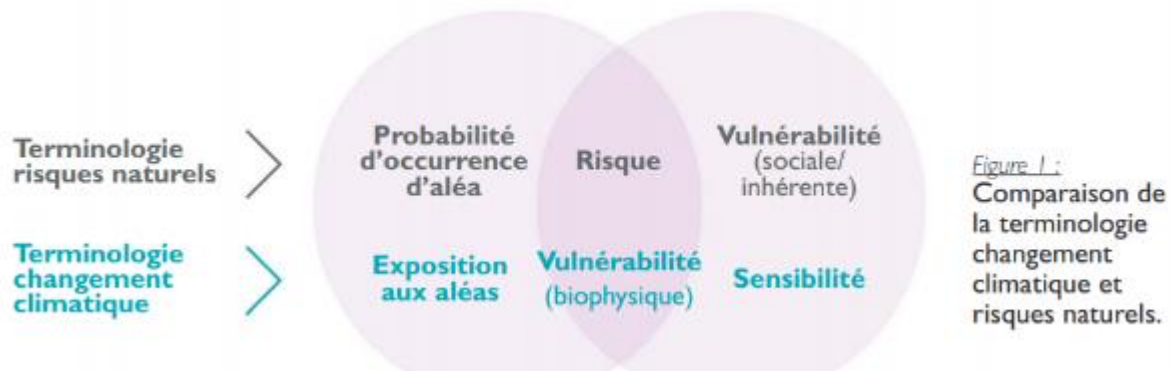 Terminologie
risques naturels
Probabilité
d'occurrence
d'aléa
Risque
Vulnérabilité
(sociale/
inhérente)
Terminologie
changement
climatique
Exposition
aux aléas
Vulnérabilité
(biophysique)
Sensibilité
Figure 1 :
Comparaison de
la terminologie
changement
climatique et
risques naturels.